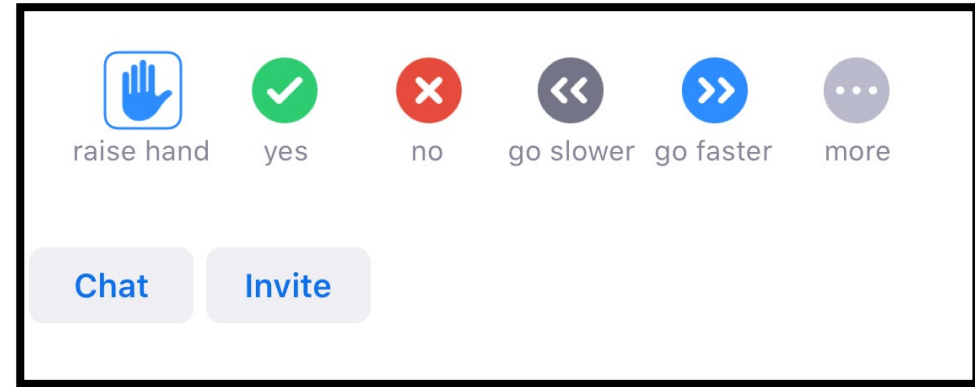 raise hand yes no go slower go faster more
Chat Invite